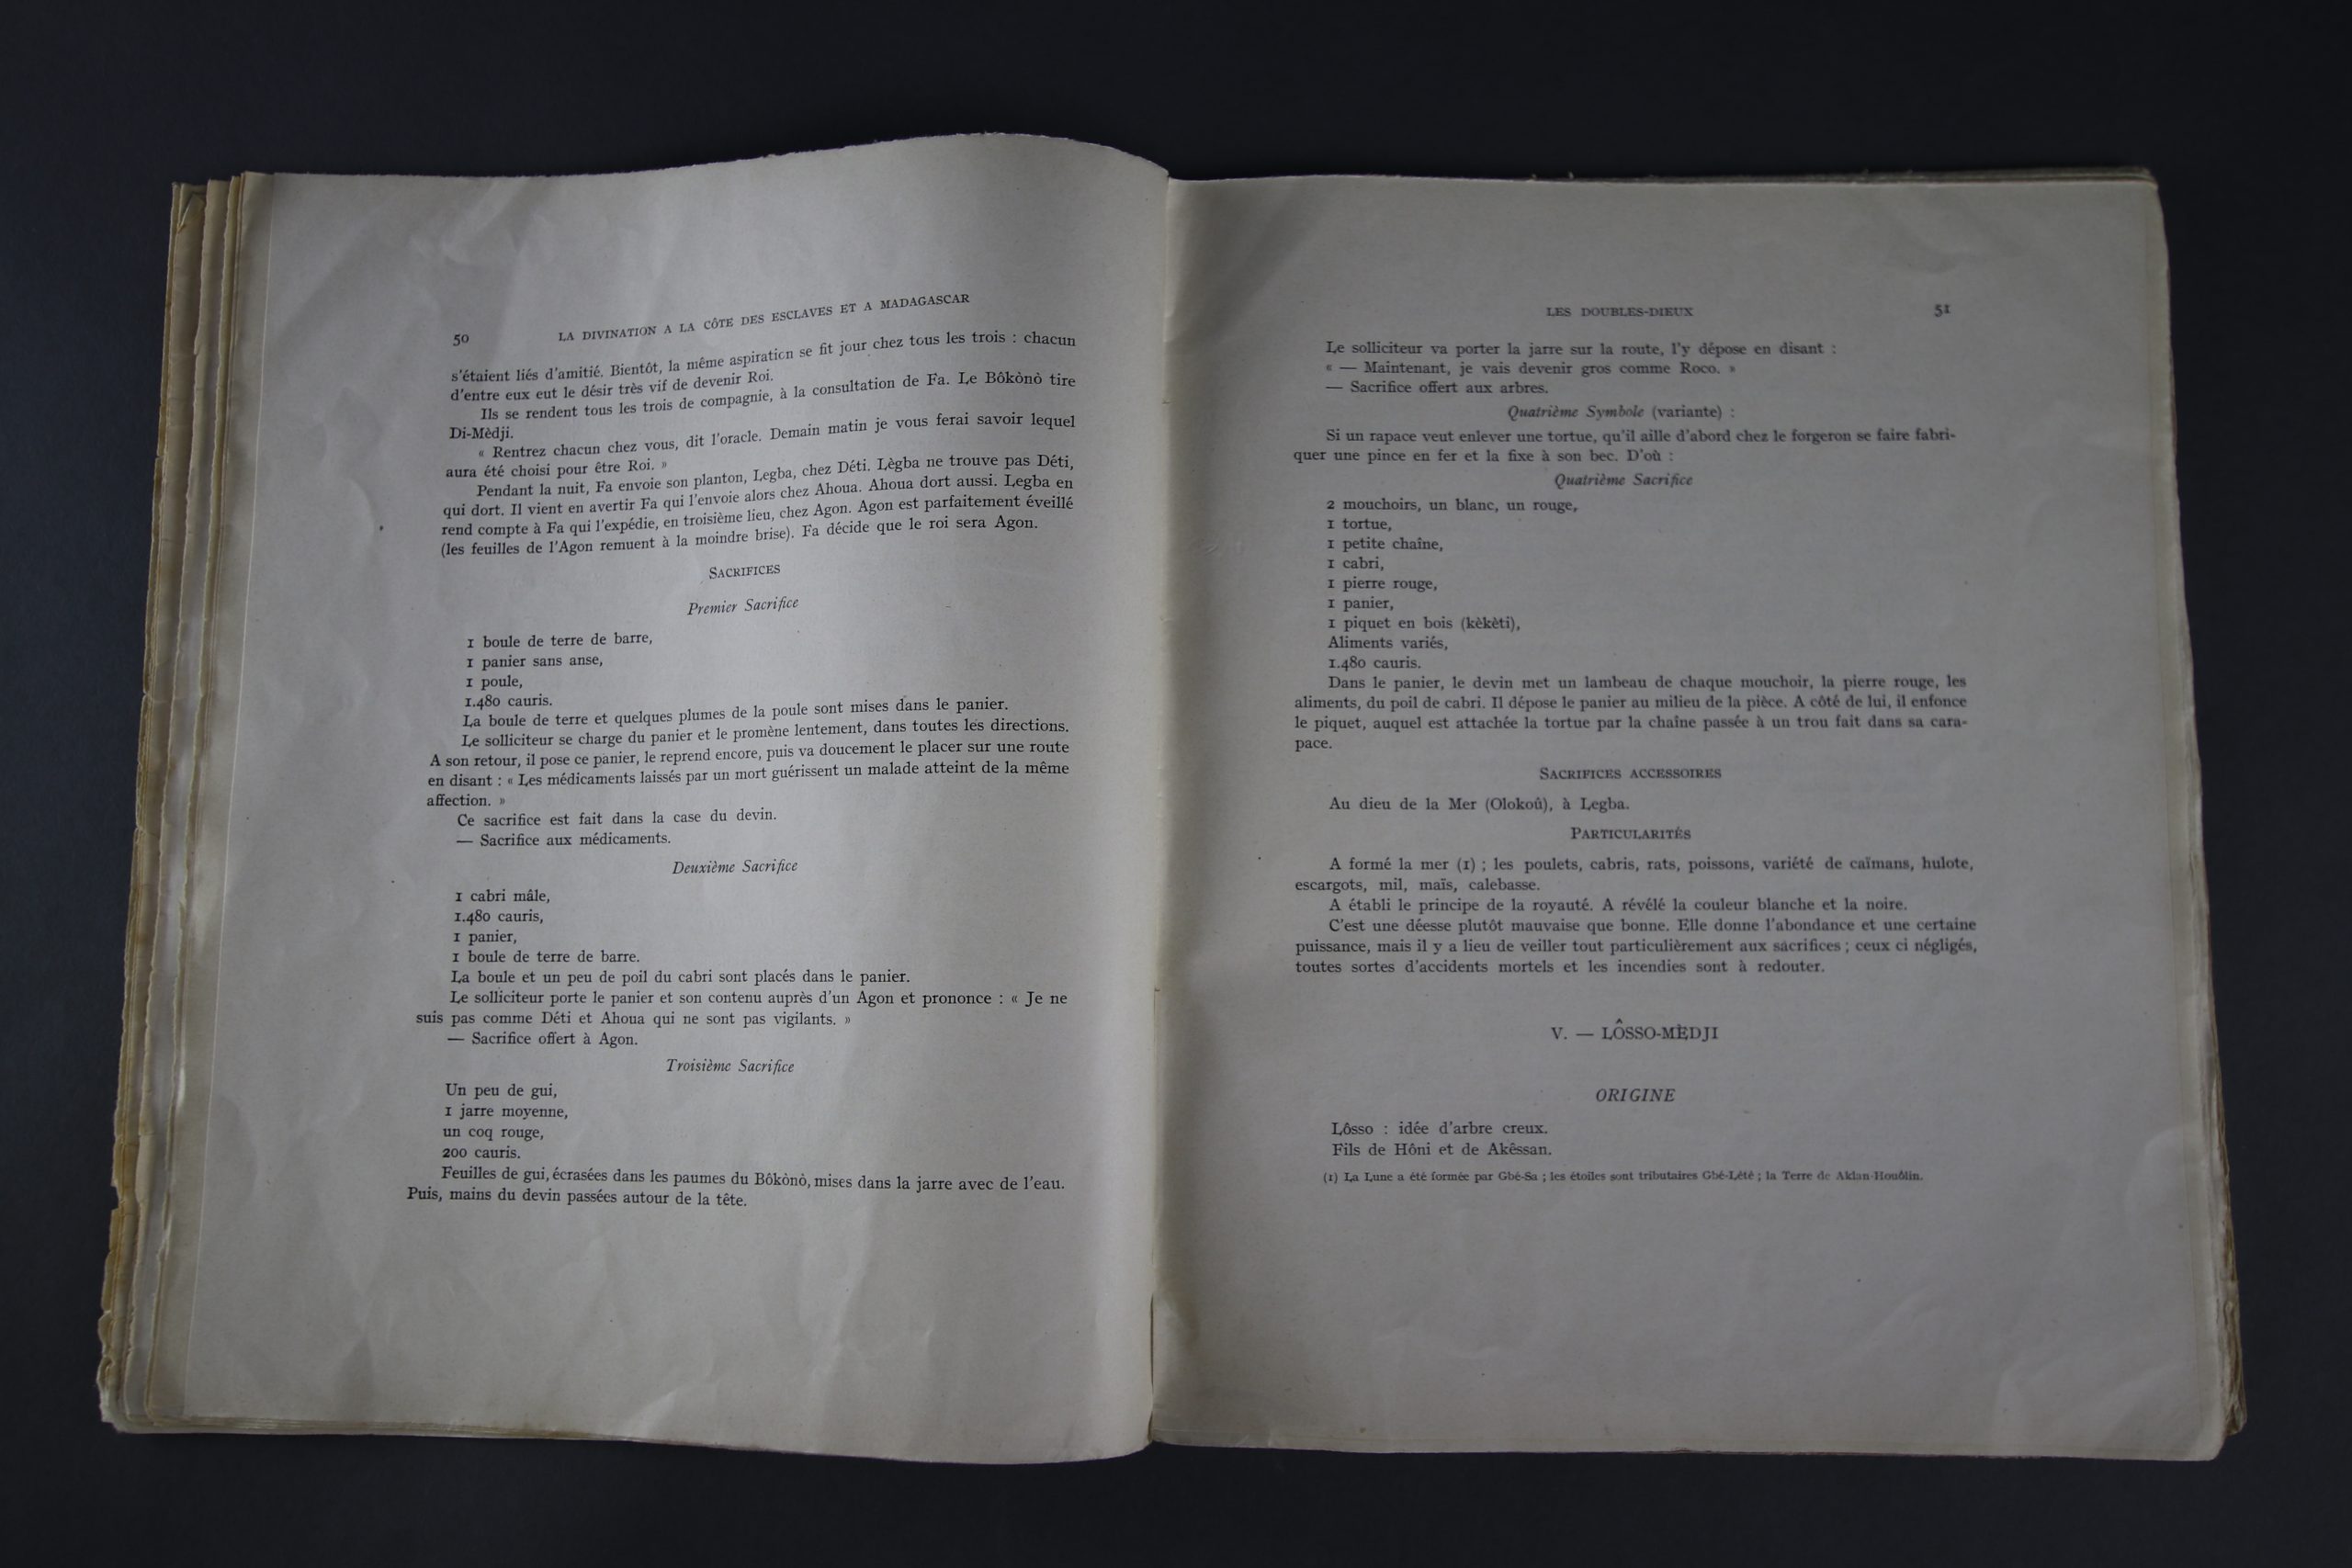 50 LA DIVINATION A LA CÔTE DES ESCLAVES ET A MADAGASCAR
s'étaient liés d'amitié. Bientôt, la même aspiration se fit jour chez tous les trois : chacun
d'entre eux eut le désir très vif de devenir Roi.
Ils se rendent tous les trois de compagnie, à la consultation de Fa. Le Bôkònò tire
Di-Mèdji.
« Rentrez chacun chez vous, dit l'oracle. Demain matin je vous ferai savoir lequel
aura été choisi pour être Roi. »
Pendant la nuit, Fa envoie son planton, Legba, chez Déti. Lègba ne trouve pas Déti,
qui dort. Il vient en avertir Fa qui l'envoie alors chez Ahoua. Ahoua dort aussi. Legba en
rend compte à Fa qui l'expédie, en troisième lieu, chez Agon. Agon est parfaitement éveillé
(les feuilles de l'Agon remuent à la moindre brise). Fa décide que le roi sera Agon.
SACRIFICES
Premier Sacrifice
1 boule de terre de barre,
1 panier sans anse,
1 poule,
1.480 cauris.
La boule de terre et quelques plumes de la poule sont mises dans le panier.
Le solliciteur se charge du panier et le promène lentement, dans toutes les directions.
A son retour, il pose ce panier, le reprend encore, puis va doucement le placer sur une route
en disant : « Les médicaments laissés par un mort guérissent un malade atteint de la même
affection. »
Ce sacrifice est fait dans la case du devin.
— Sacrifice aux médicaments.
Deuxième Sacrifice
1 cabri mâle,
1.480 cauris,
1 panier,
1 boule de terre de barre.
La boule et un peu de poil du cabri sont placés dans le panier.
Le solliciteur porte le panier et son contenu auprès d'un Agon et prononce : « Je ne
suis pas comme Déti et Ahoua qui ne sont pas vigilants. »
— Sacrifice offert à Agon.
Troisième Sacrifice
Un peu de gui,
1 jarre moyenne,
un coq rouge,
200 cauris.
Feuilles de gui, écrasées dans les paumes du Bôkònò, mises dans la jarre avec de l'eau.
Puis, mains du devin passées autour de la tête.
LES DOUBLES-DIEUX 51
Le solliciteur va porter la jarre sur la route, l'y dépose en disant :
« — Maintenant, je vais devenir gros comme Roco. »
— Sacrifice offert aux arbres.
Quatrième Symbole (variante) :
Si un rapace veut enlever une tortue, qu'il aille d'abord chez le forgeron se faire fabri-
quer une pince en fer et la fixe à son bec. D'où :
Quatrième Sacrifice
2 mouchoirs, un blanc, un rouge,
1 tortue,
1 petite chaîne,
1 cabri,
1 pierre rouge,
1 panier,
1 piquet en bois (kèkèti),
Aliments variés,
1.480 cauris.
Dans le panier, le devin met un lambeau de chaque mouchoir, la pierre rouge, les
aliments, du poil de cabri. Il dépose le panier au milieu de la pièce. A côté de lui, il enfonce
le piquet, auquel est attachée la tortue par la chaîne passée à un trou fait dans sa cara-
pace.
SACRIFICES ACCESSOIRES
Au dieu de la Mer (Olokoû), à Legba.
PARTICULARITÉS
A formé la mer (1) ; les poulets, cabris, rats, poissons, variété de caïmans, hulote,
escargots, mil, maïs, calebasse.
A établi le principe de la royauté. A révélé la couleur blanche et la noire.
C'est une déesse plutôt mauvaise que bonne. Elle donne l'abondance et une certaine
puissance, mais il y a lieu de veiller tout particulièrement aux sacrifices ; ceux ci négligés,
toutes sortes d'accidents mortels et les incendies sont à redouter.
V. — LÔSSO-MÈDJI
ORIGINE
Lôsso : idée d'arbre creux.
Fils de Hôni et de Akêssan.
(1) La Lune a été formée par Gbé-Sa ; les étoiles sont tributaires Gbé-Lété ; la Terre de Aklan-Houôlin.